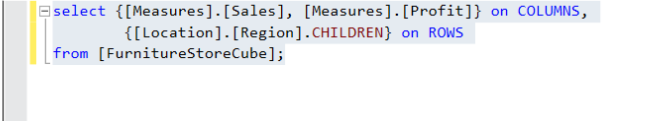 select {[Measures].[Sales], [Measures].[Profit]} on COLUMNS,
{[Location].[Region].CHILDREN} on ROWS
from [FurnitureStoreCube];